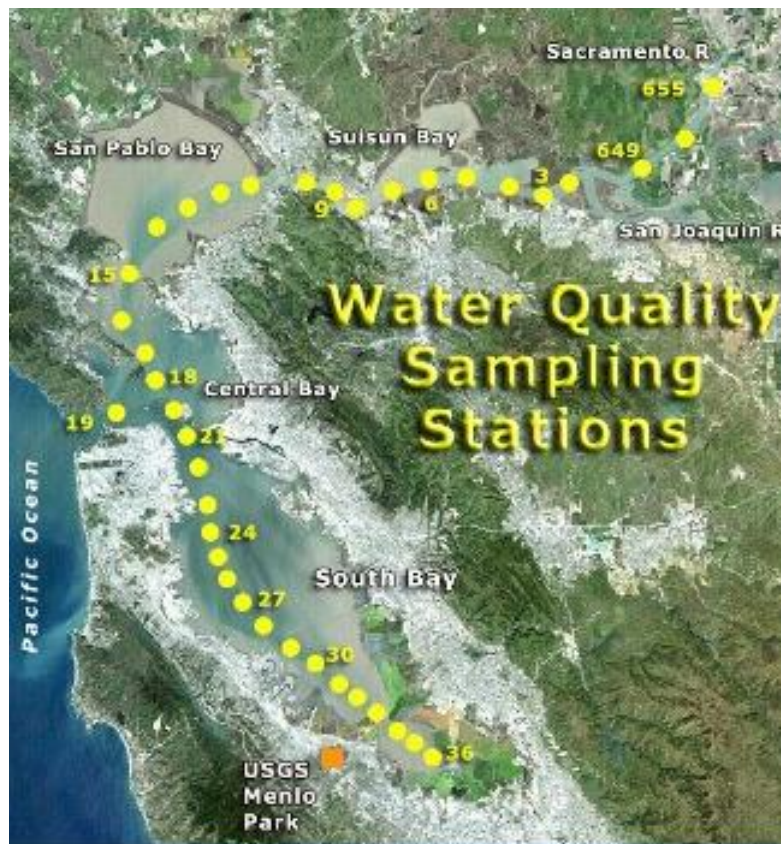 Sacramento R
655
Suisun Bay
San Pablo Bay
649
3
6
9
San Joaquin R
15
Water Quality
Sampling
Stations
18
Central Bay
19
21
24
Pacific Ocean
South Bay
27
30
36
USGS
Menlo
Park